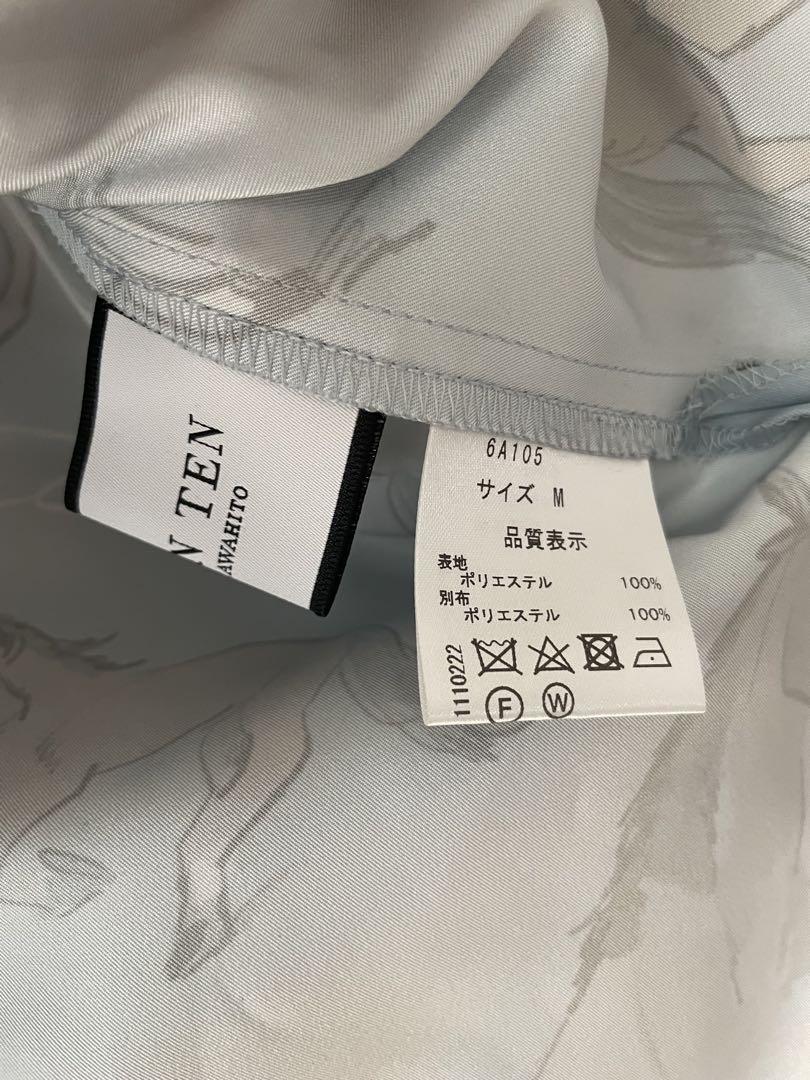 N TEN
AWAHITO
6A105
サイズ M
品質表示
表地
ポリエステル 100%
別布
ポリエステル 100%
1110222
F W